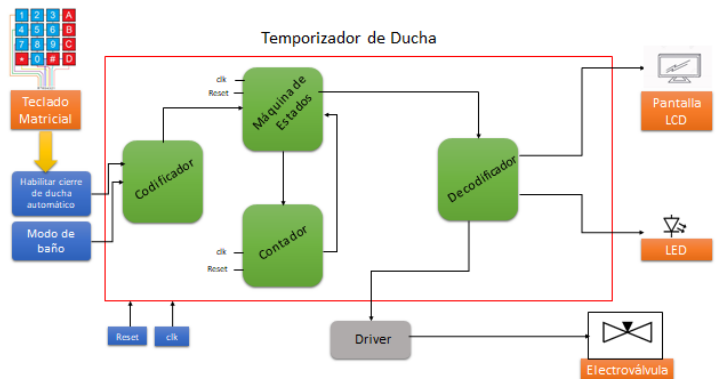 Temporizador de Ducha
1 2 3 A
4 5 6 B
7 8 9 C
* 0 # D
Teclado
Matricial
Habilitar cierre
de ducha
automático
Modo de
baño
Codificador
clk
Reset
Máquina de
Estados
clk
Reset
Contador
Decodificador
Pantalla
LCD
LED
Reset
clk
Driver
Electroválvula